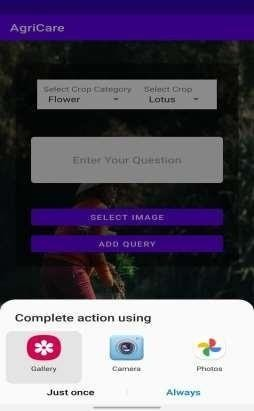 AgriCare
Select Crop Category Select Crop
Flower Lotus
Enter Your Question
SELECT IMAGE
ADD QUERY
Complete action using
Gallery Camera Photos
Just once Always